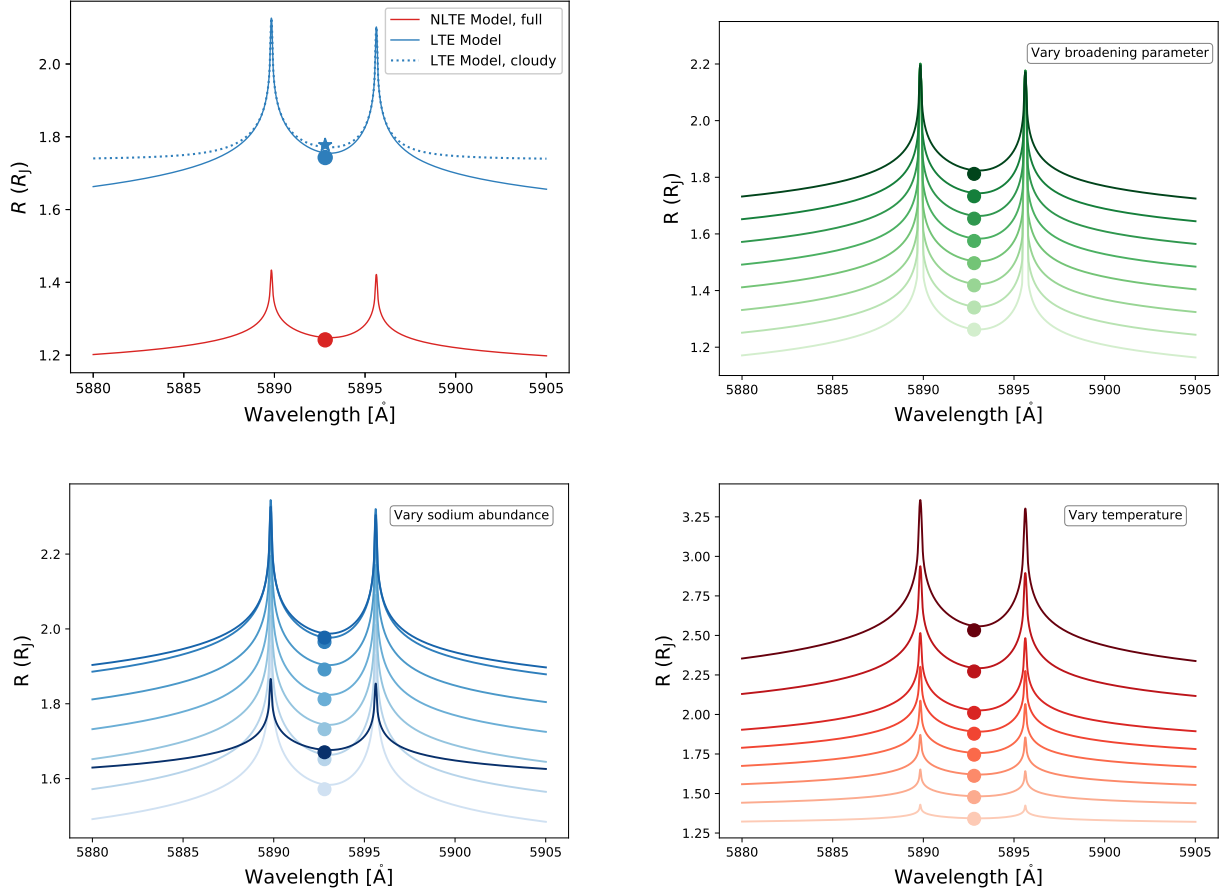 NLTE Model, full
LTE Model
LTE Model, cloudy
2.0
1.8
1.6
1.4
1.2
R (R_J)
5880 5885 5890 5895 5900 5905
Wavelength [Å]
Vary broadening parameter
2.2
2.0
1.8
1.6
1.4
1.2
R (R_J)
5880 5885 5890 5895 5900 5905
Wavelength [Å]
Vary sodium abundance
2.2
2.0
1.8
1.6
R (R_J)
5880 5885 5890 5895 5900 5905
Wavelength [Å]
Vary temperature
3.25
3.00
2.75
2.50
2.25
2.00
1.75
1.50
1.25
R (R_J)
5880 5885 5890 5895 5900 5905
Wavelength [Å]